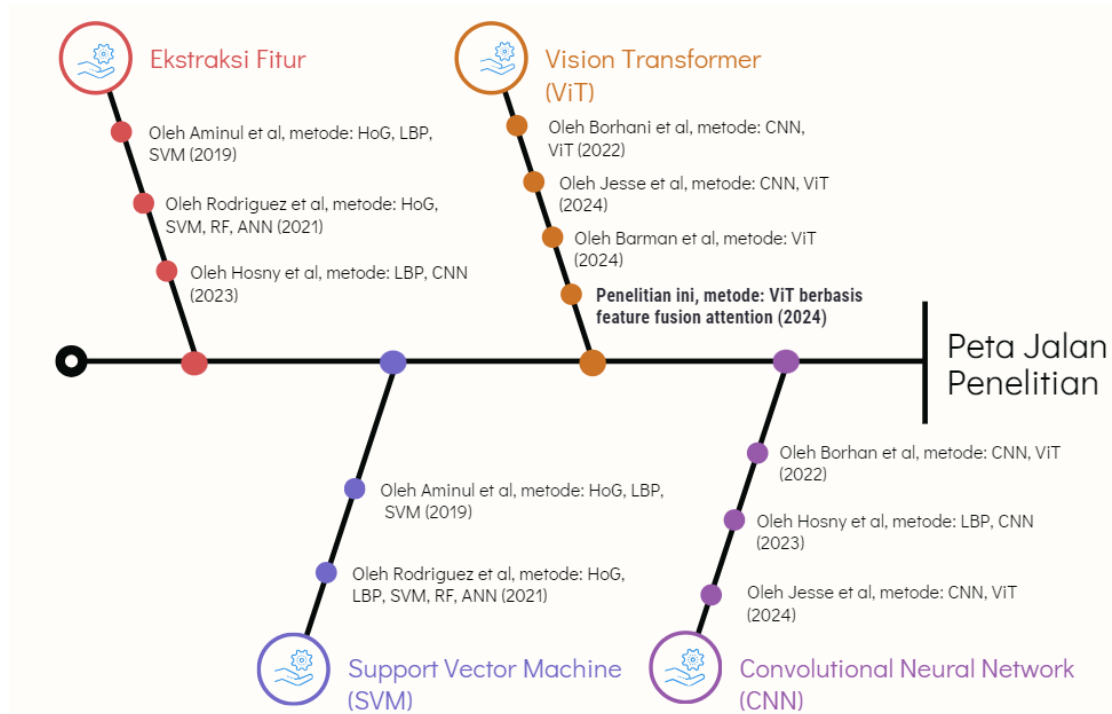 Ekstraksi Fitur
Oleh Aminul et al, metode: HoG, LBP,
SVM (2019)
Oleh Rodriguez et al, metode: HoG,
SVM, RF, ANN (2021)
Oleh Hosny et al, metode: LBP, CNN
(2023)
Vision Transformer
(ViT)
Oleh Borhani et al, metode: CNN,
ViT (2022)
Oleh Jesse et al, metode: CNN, ViT
(2024)
Oleh Barman et al, metode: ViT
(2024)
Penelitian ini, metode: ViT berbasis
feature fusion attention (2024)
Peta Jalan
Penelitian
Oleh Aminul et al, metode: HoG, LBP,
SVM (2019)
Oleh Rodriguez et al, metode: HoG,
LBP, SVM, RF, ANN (2021)
Support Vector Machine
(SVM)
Oleh Borhan et al, metode: CNN, ViT
(2022)
Oleh Hosny et al, metode: LBP, CNN
(2023)
Oleh Jesse et al, metode: CNN, ViT
(2024)
Convolutional Neural Network
(CNN)